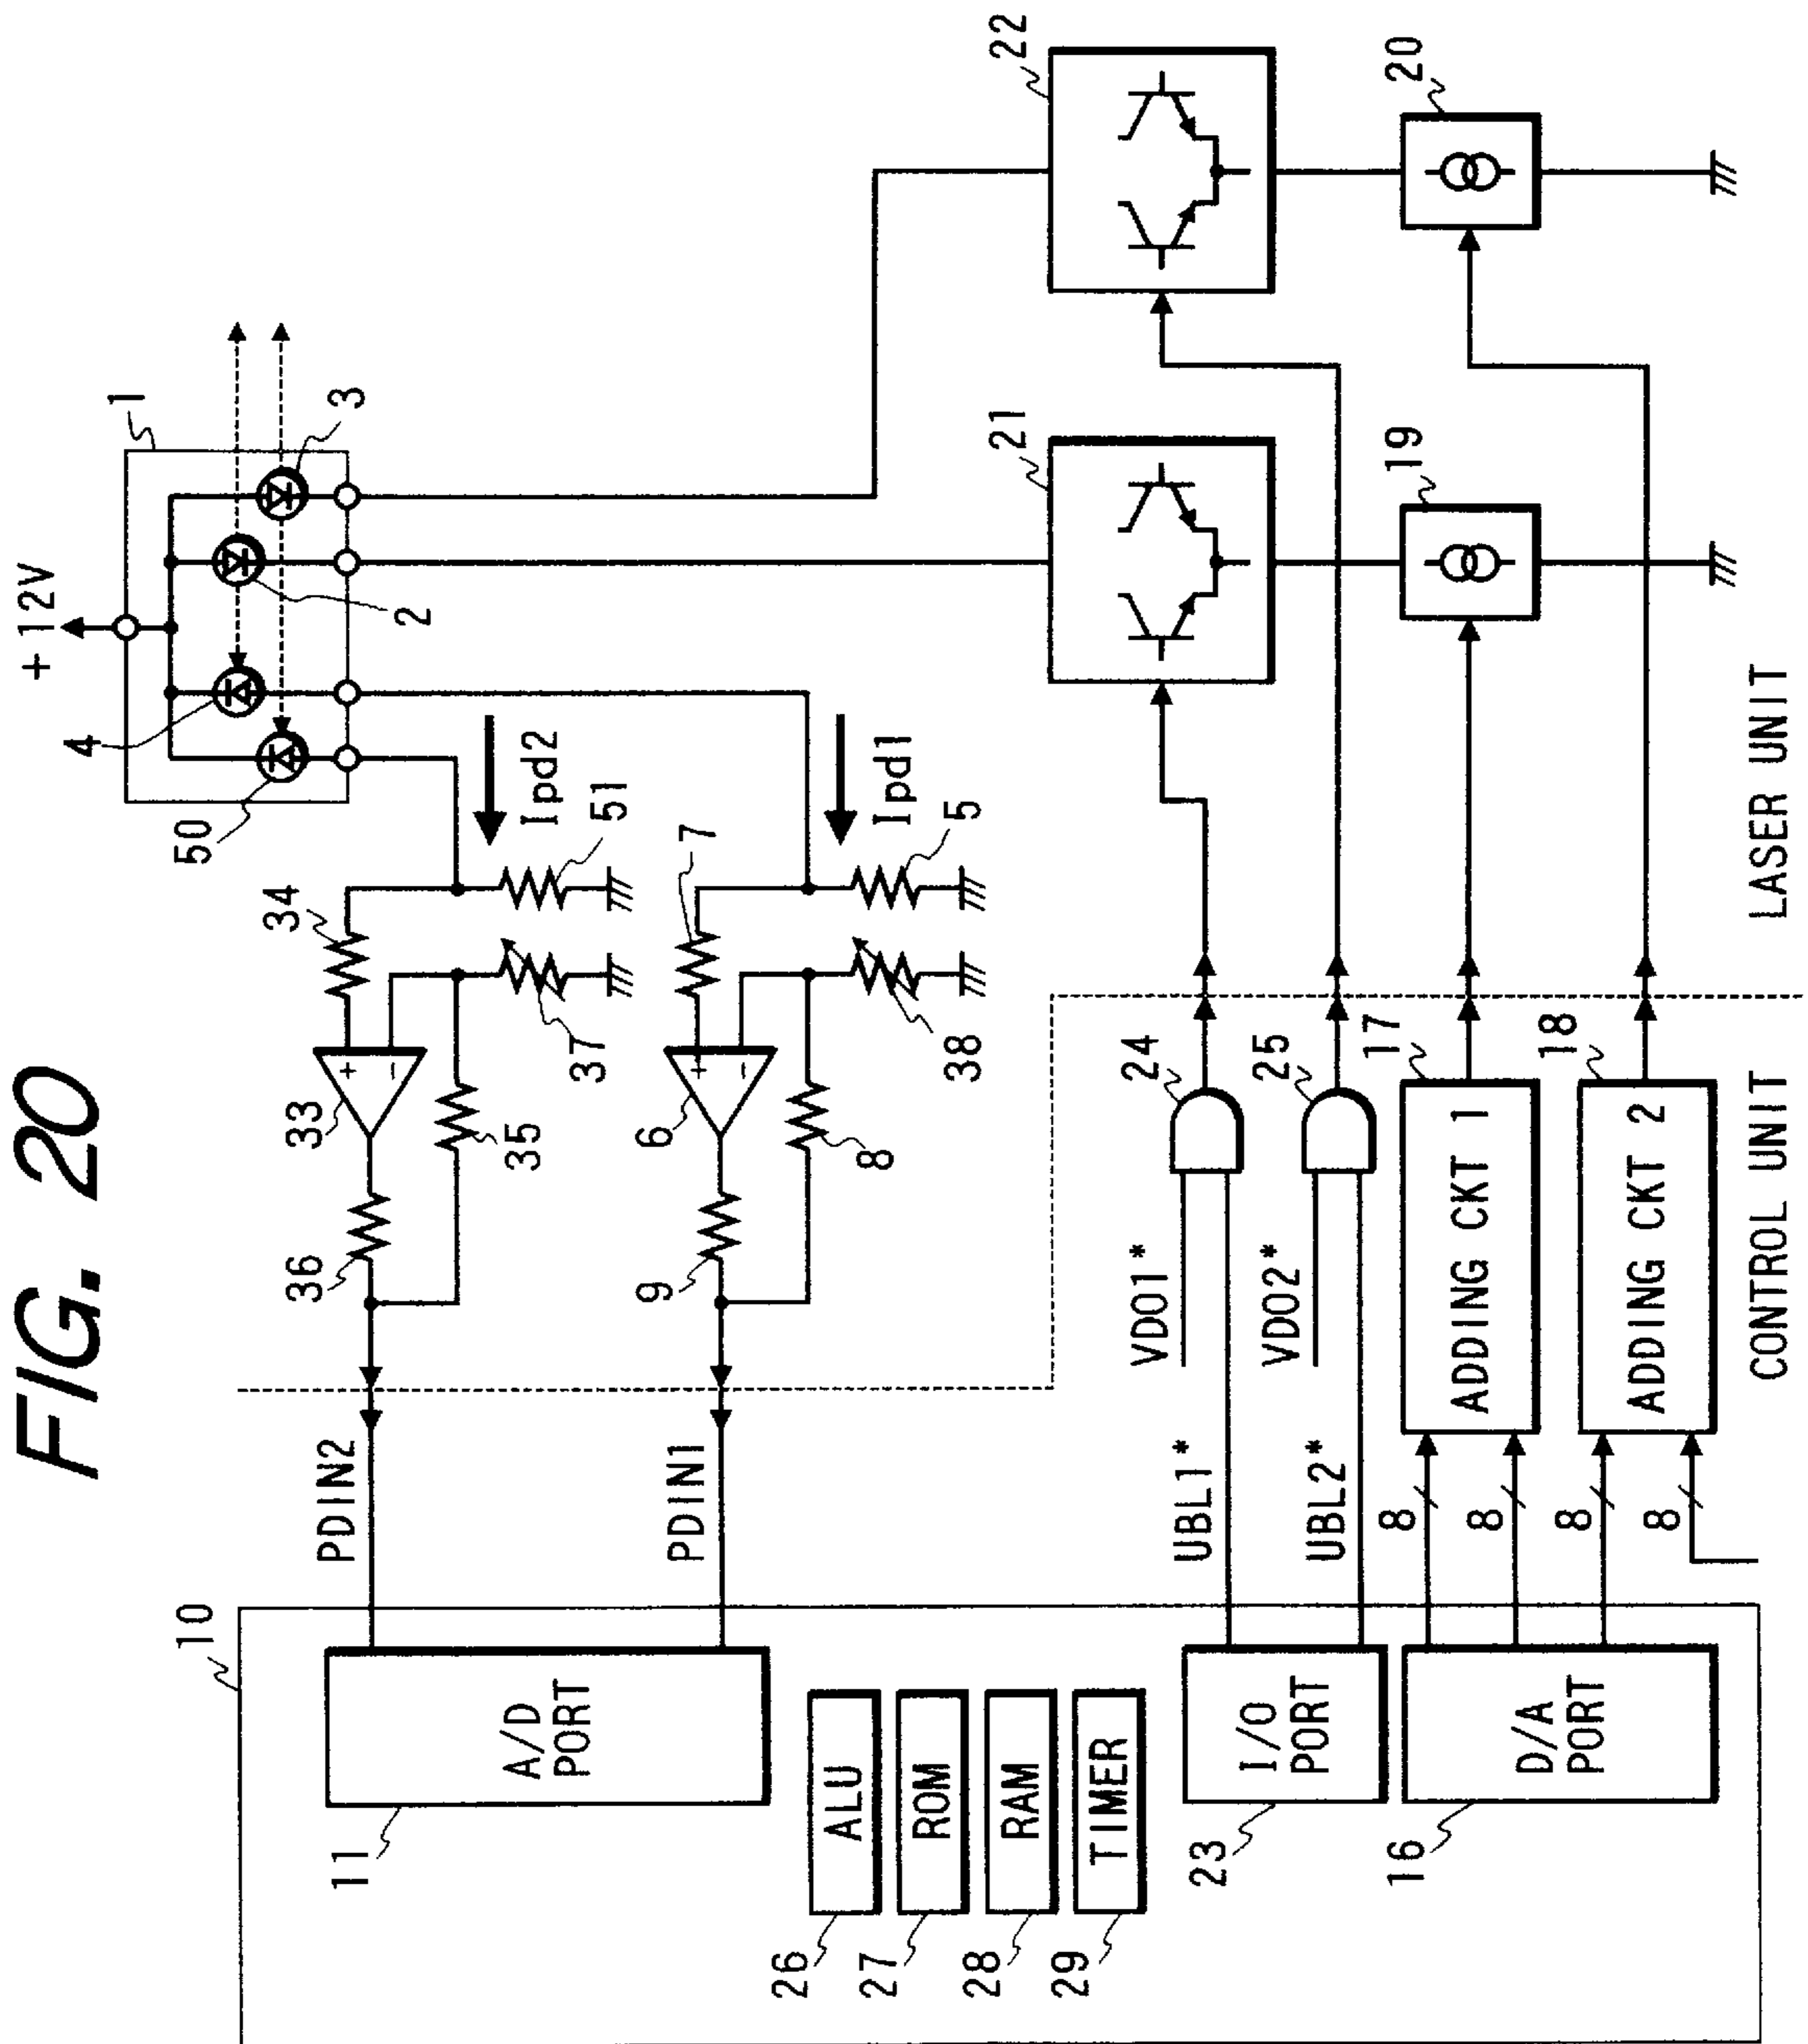 FIG. 20
10
11
A/D
PORT
26
ALU
27
ROM
28
RAM
29
TIMER
23
I/O
PORT
16
D/A
PORT
PDIN2
PDIN1
UBL1*
UBL2*
VDO1*
VDO2*
8
8
8
8
24
25
17
ADDING CKT 1
18
ADDING CKT 2
CONTROL UNIT
LASER UNIT
36
33
+
-
35
34
37
51
Ipd2
9
6
+
-
8
7
38
5
Ipd1
+12V
1
50
4
2
3
21
22
19
20